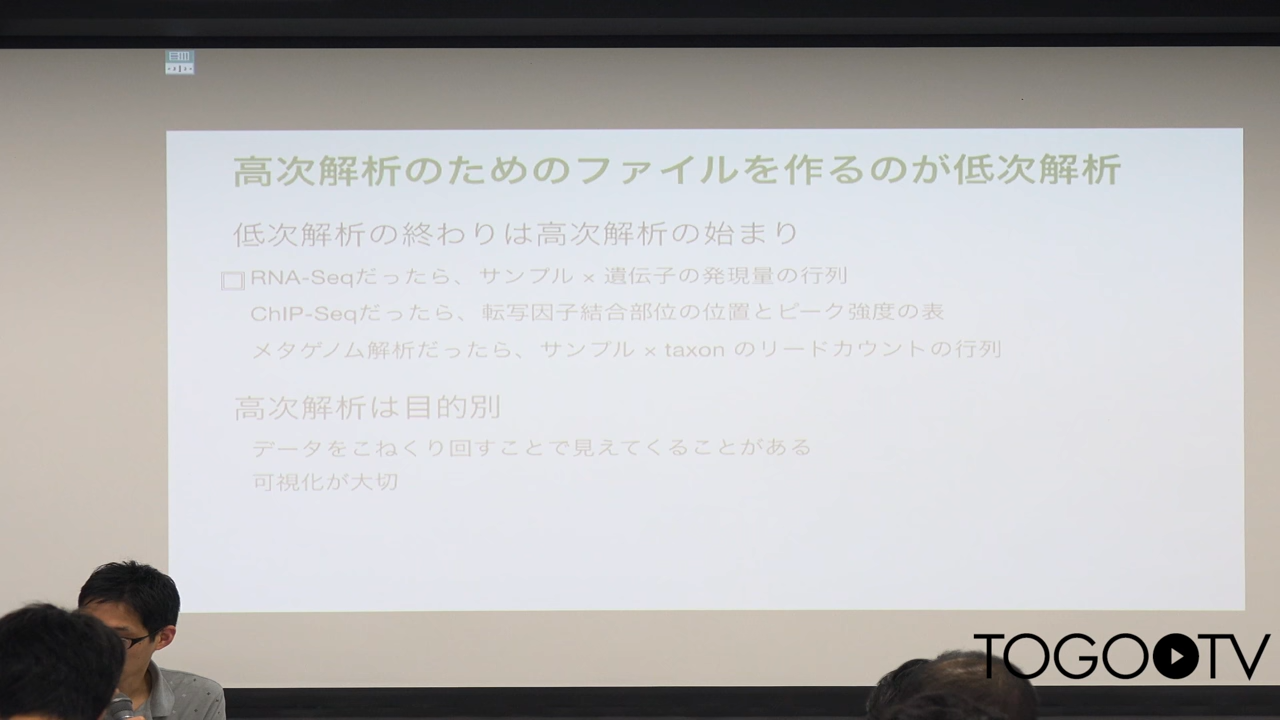 高次解析のためのファイルを作るのが低次解析
低次解析の終わりは高次解析の始まり
RNA-Seqだったら、サンプル × 遺伝子の発現量の行列
ChIP-Seqだったら、転写因子結合部位の位置とピーク強度の表
メタゲノム解析だったら、サンプル × taxon のリードカウントの行列
高次解析は目的別
データをこねくり回すことで見えてくることがある
可視化が大切
TOGO TV